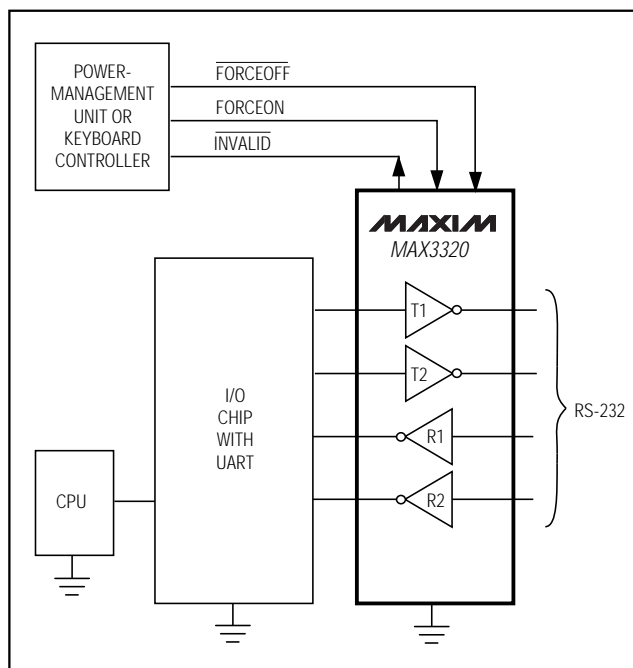 POWER-
MANAGEMENT
UNIT OR
KEYBOARD
CONTROLLER
FORCEOFF
FORCEON
INVALID
MAXIM
MAX3320
T1
T2
R1
R2
I/O
CHIP
WITH
UART
CPU
RS-232